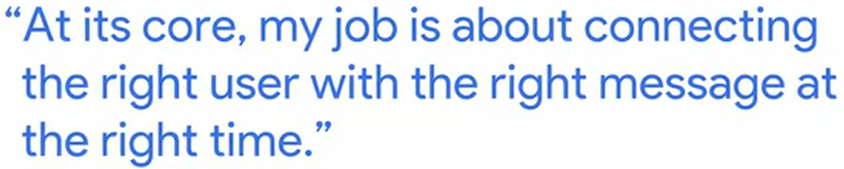 “At its core, my job is about connecting
the right user with the right message at
the right time.”